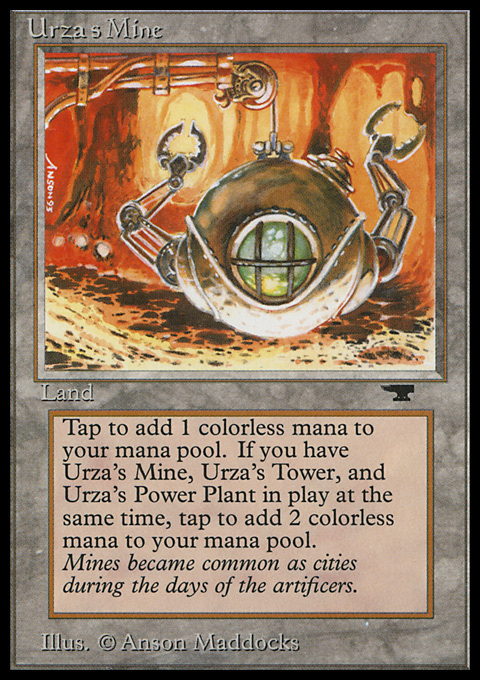 Urza's Mine
ANSON93
Land
Tap to add 1 colorless mana to
your mana pool. If you have
Urza's Mine, Urza's Tower, and
Urza's Power Plant in play at the
same time, tap to add 2 colorless
mana to your mana pool.
Mines became common as cities
during the days of the artificers.
Illus. © Anson Maddocks